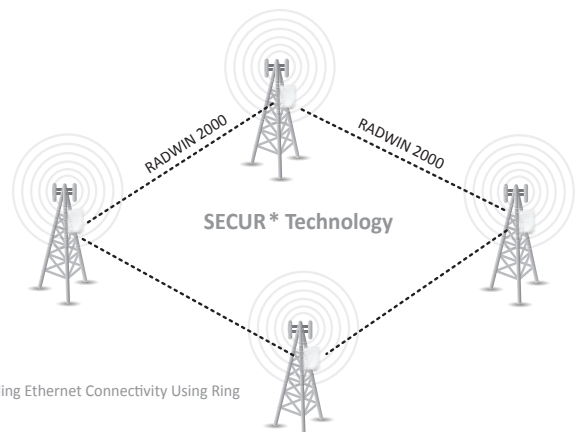 RADWIN 2000
RADWIN 2000
SECUR* Technology
ing Ethernet Connectivity Using Ring